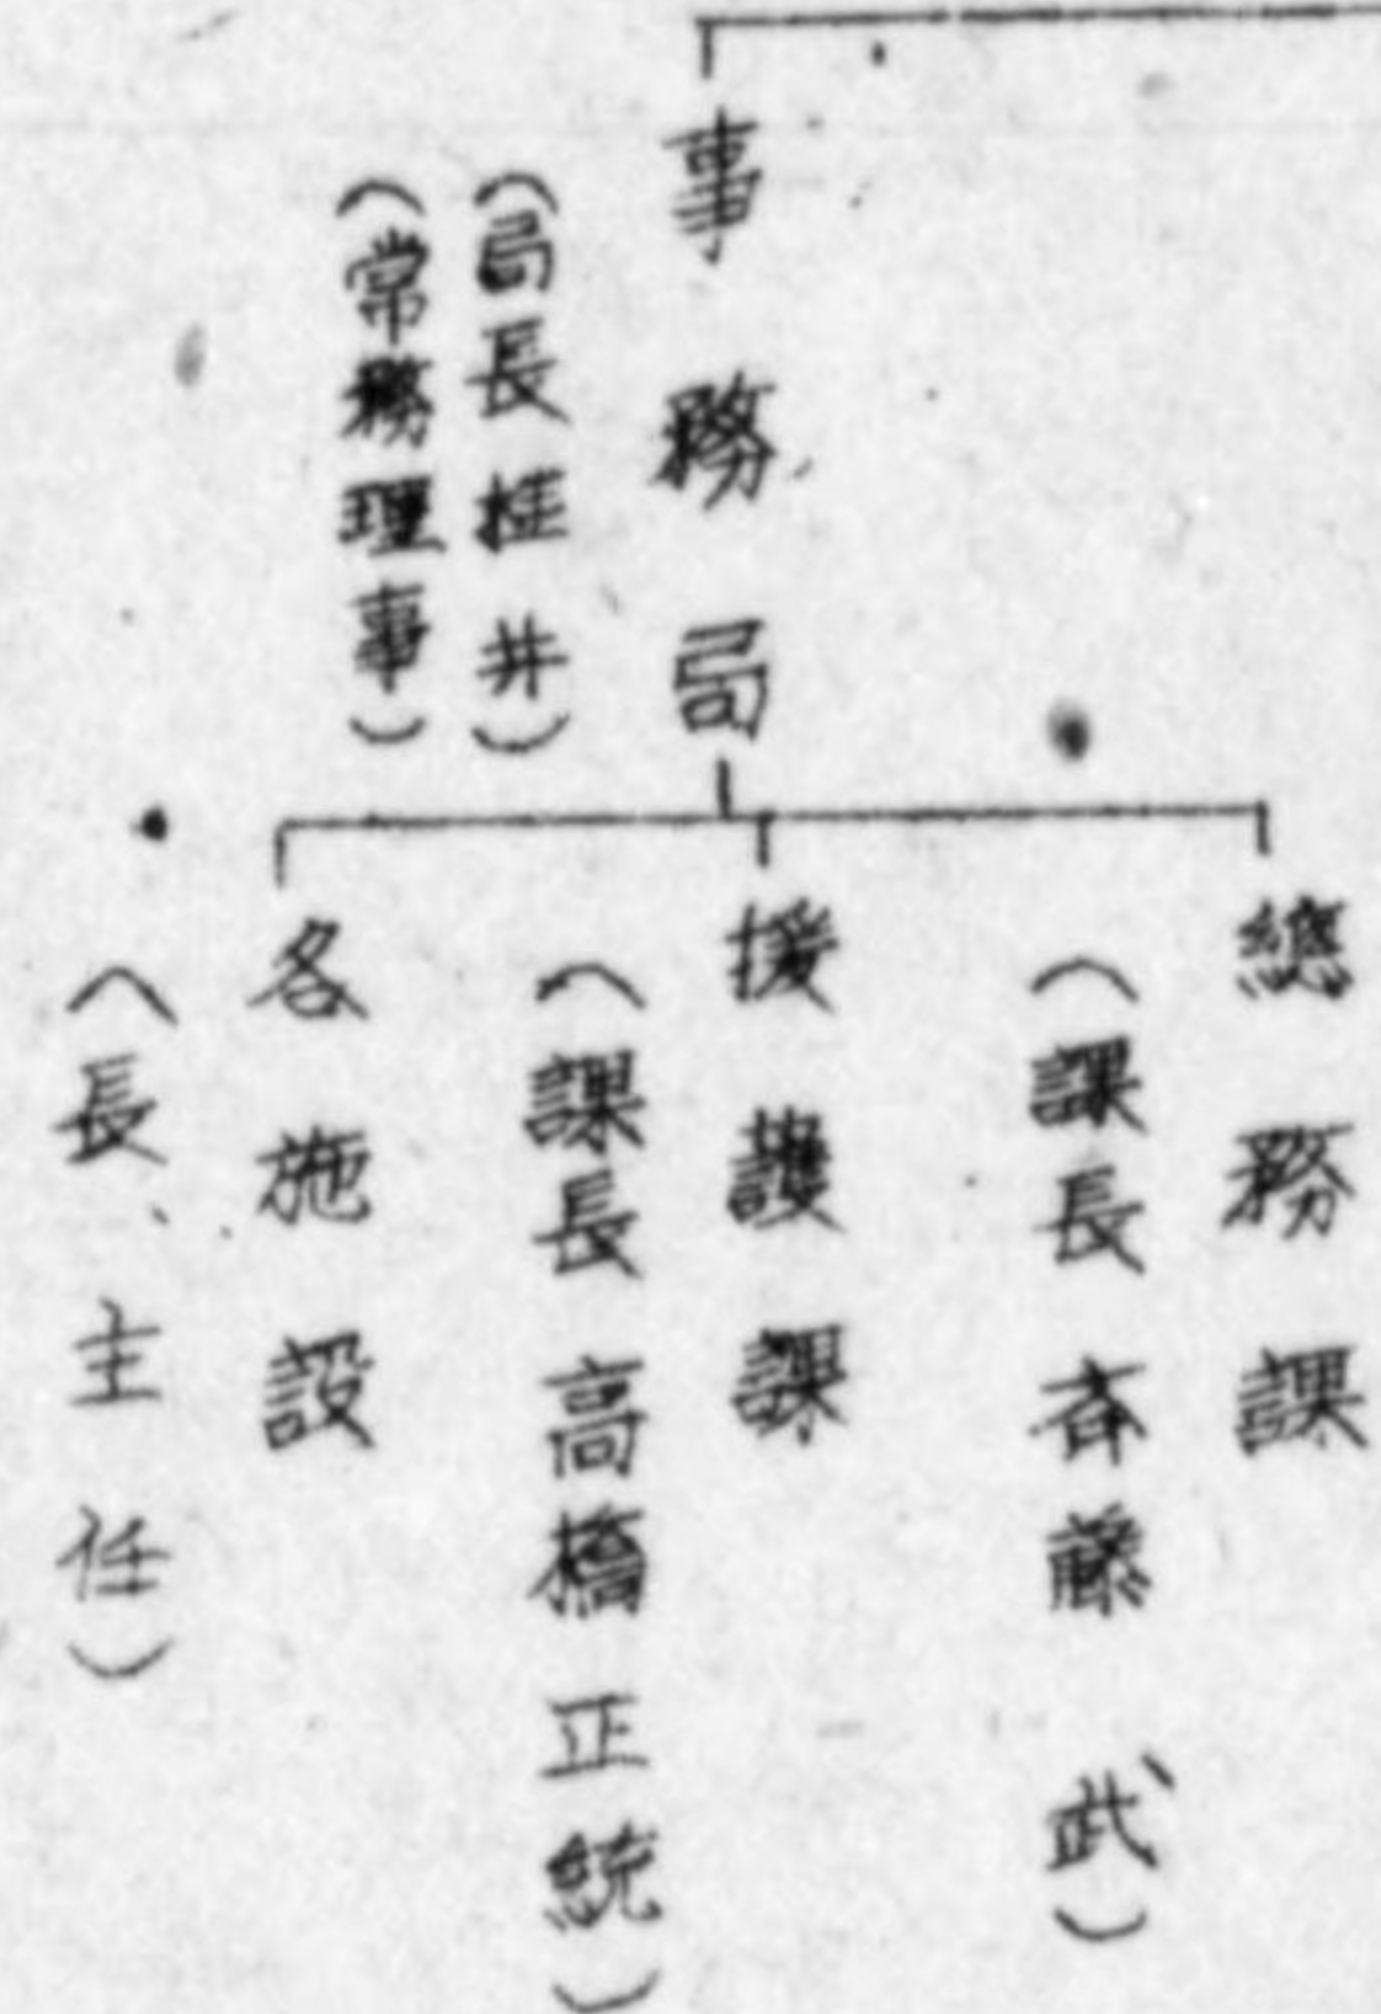 事務局
(局長桂井)
(常務理事)
總務課
(課長斉藤 武)
援護課
(課長高橋正統)
各施設
(長、主任)